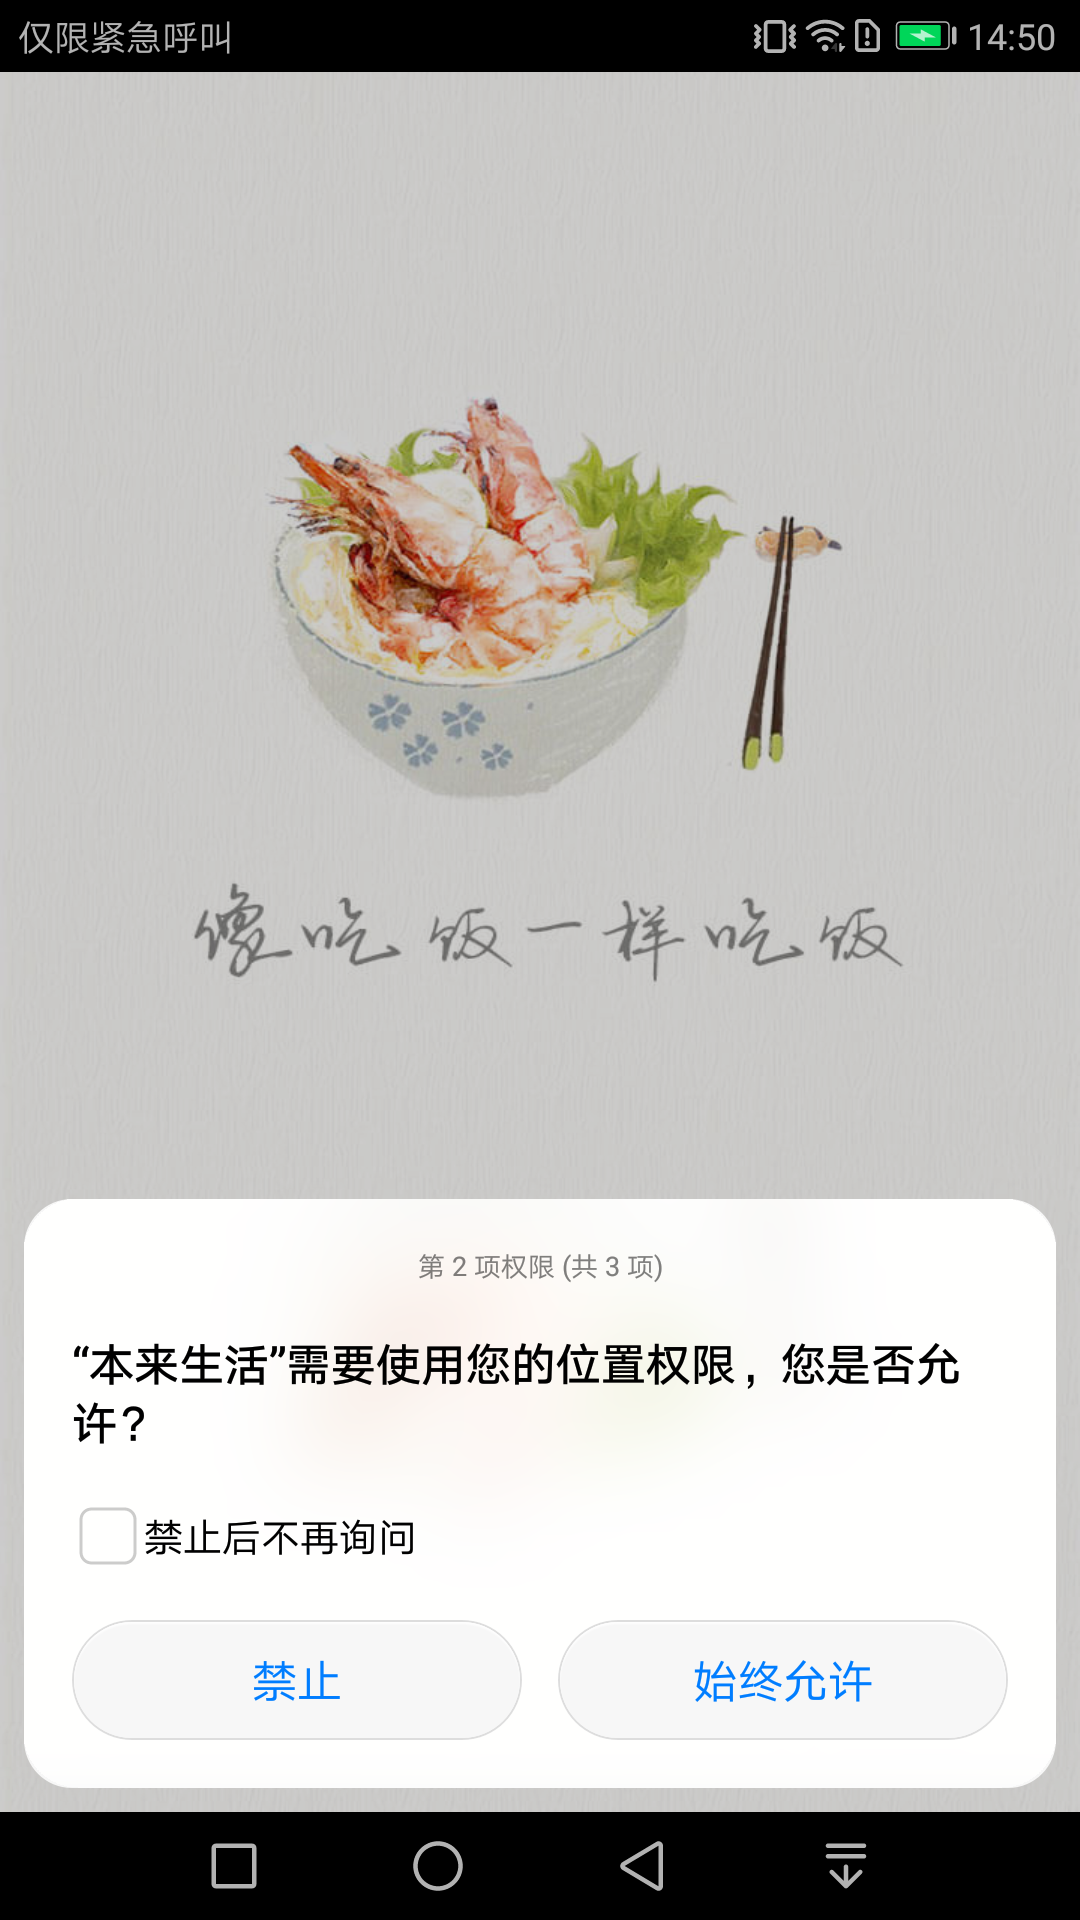 仅限紧急呼叫
14:50
像吃饭一样吃饭
第 2 项权限 (共 3 项)
“本来生活”需要使用您的位置权限，您是否允
许？
禁止后不再询问
禁止
始终允许